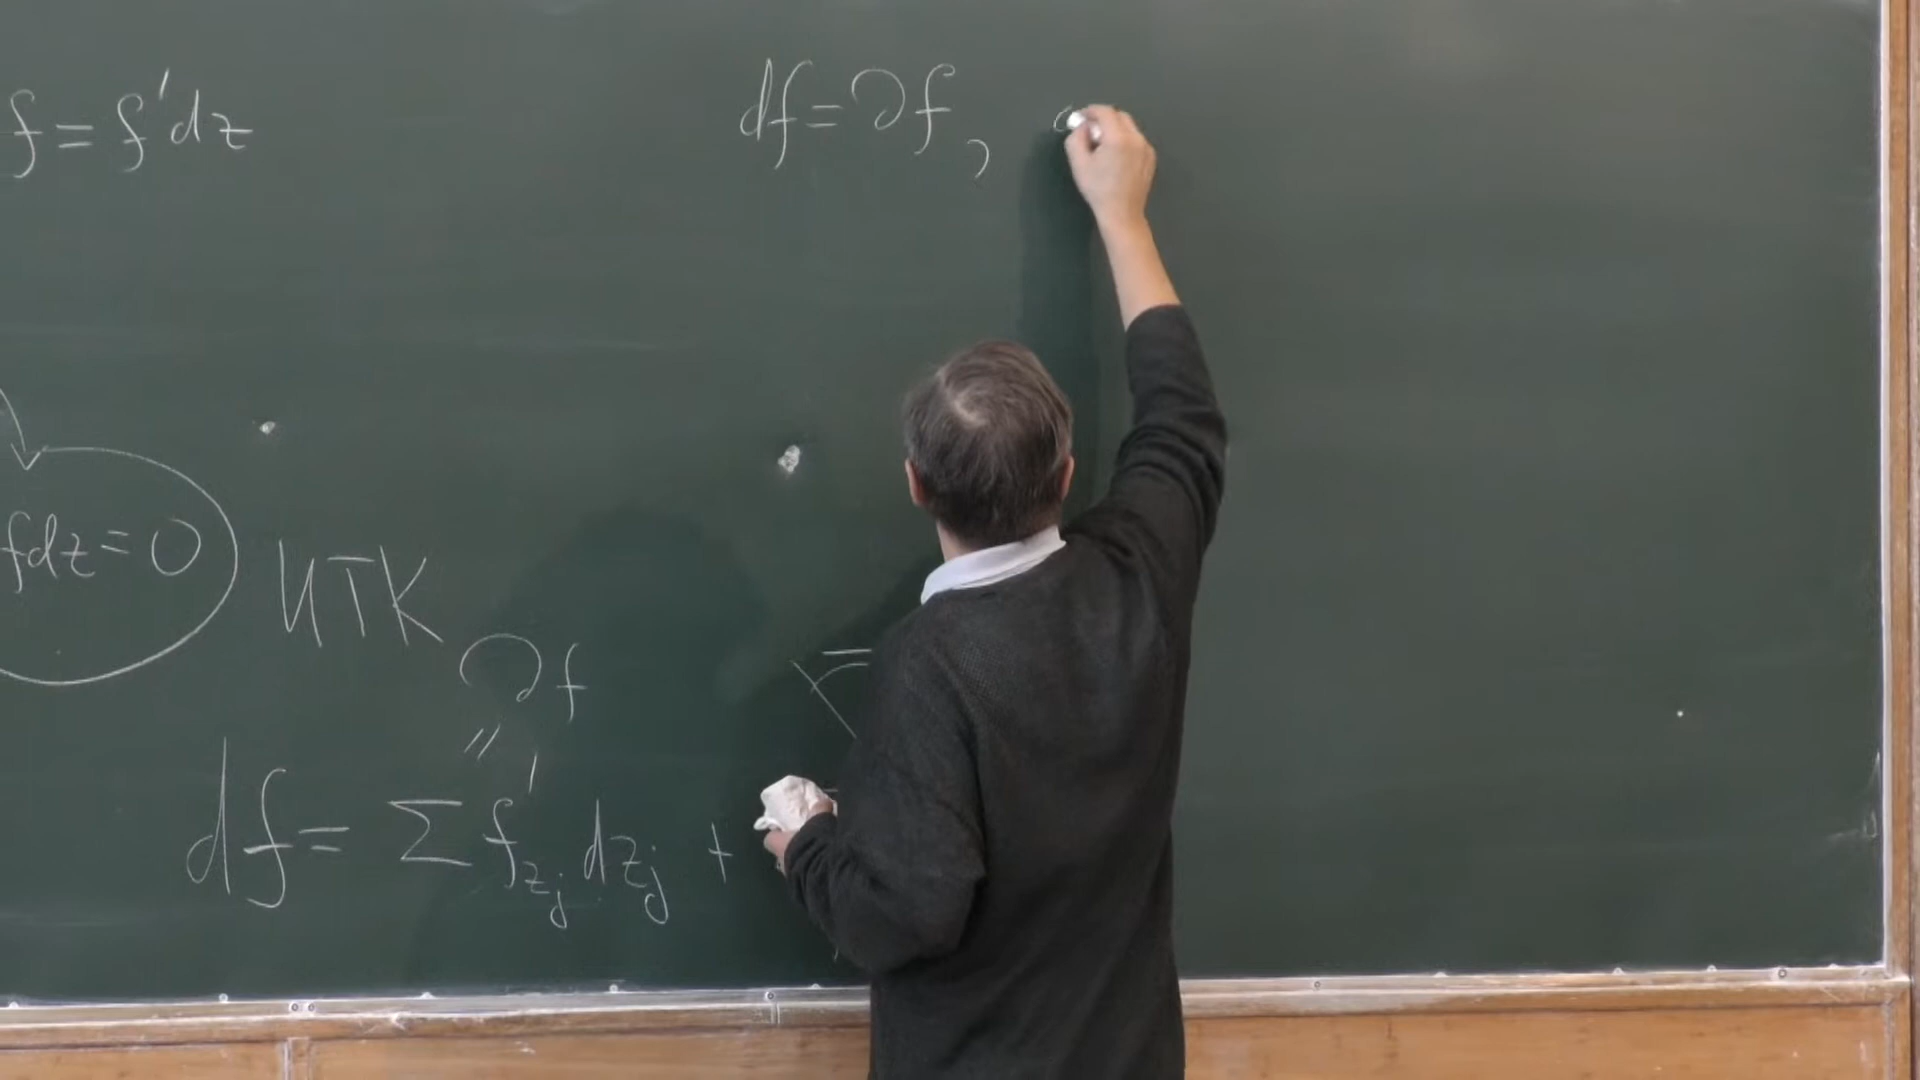 f = f'dz
df = ∂f,
fdz = 0
ИТК
∂f
"
df = Σ f'_{z_j} dz_j +